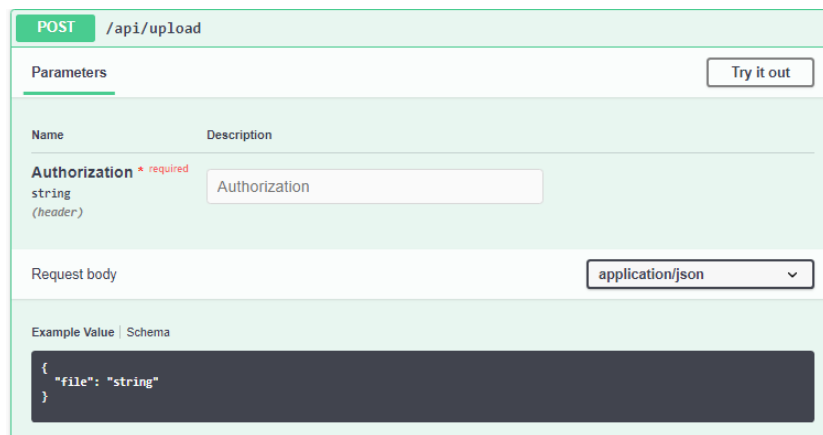 POST /api/upload
Parameters Try it out
Name Description
Authorization * required
string
(header)
Authorization
Request body application/json
Example Value Schema
{
"file": "string"
}